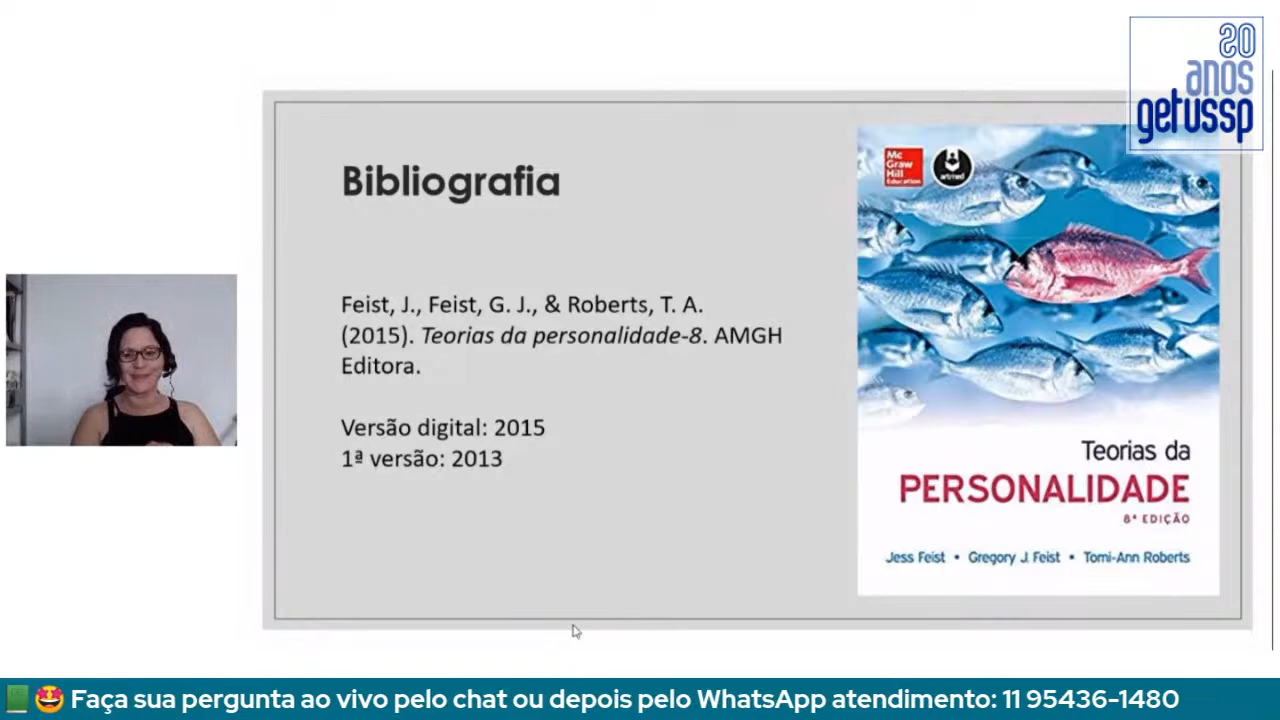 20
anos
getussp
Bibliografia
Feist, J., Feist, G. J., & Roberts, T. A.
(2015). Teorias da personalidade-8. AMGH
Editora.
Versão digital: 2015
1ª versão: 2013
Mc
Graw
Hill
Education
artmed
Teorias da
PERSONALIDADE
8ª EDIÇÃO
Jess Feist • Gregory J. Feist • Tomi-Ann Roberts
Faça sua pergunta ao vivo pelo chat ou depois pelo WhatsApp atendimento: 11 95436-1480